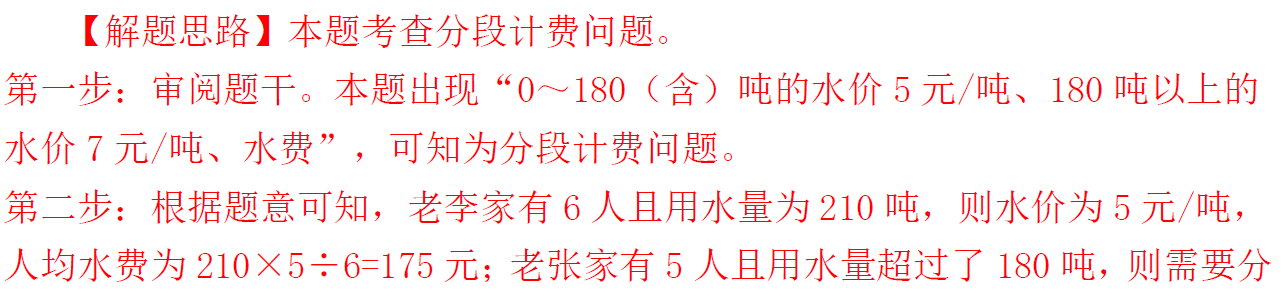 【解题思路】本题考查分段计费问题。
第一步：审阅题干。本题出现“0～180（含）吨的水价 5 元/吨、180 吨以上的
水价 7 元/吨、水费”，可知为分段计费问题。
第二步：根据题意可知，老李家有 6 人且用水量为 210 吨，则水价为 5 元/吨，
人均水费为 210×5÷6=175 元；老张家有 5 人且用水量超过了 180 吨，则需要分